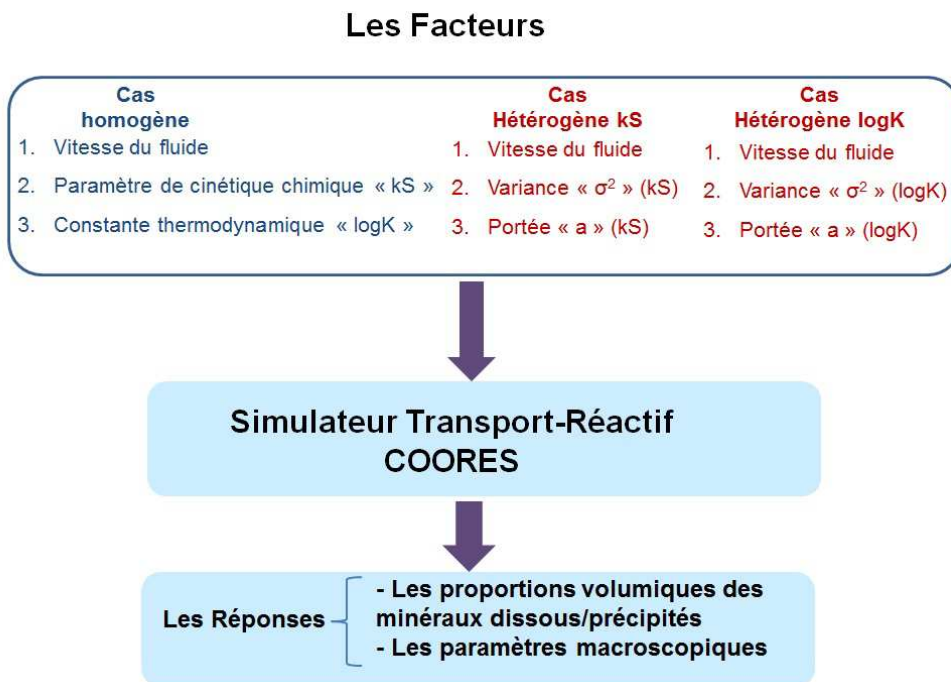 Les Facteurs
Cas
homogène
1. Vitesse du fluide
2. Paramètre de cinétique chimique « kS »
3. Constante thermodynamique « logK »
Cas
Hétérogène kS
1. Vitesse du fluide
2. Variance « σ² » (kS)
3. Portée « a » (kS)
Cas
Hétérogène logK
1. Vitesse du fluide
2. Variance « σ² » (logK)
3. Portée « a » (logK)
Simulateur Transport-Réactif
COORES
Les Réponses
- Les proportions volumiques des
minéraux dissous/précipités
- Les paramètres macroscopiques